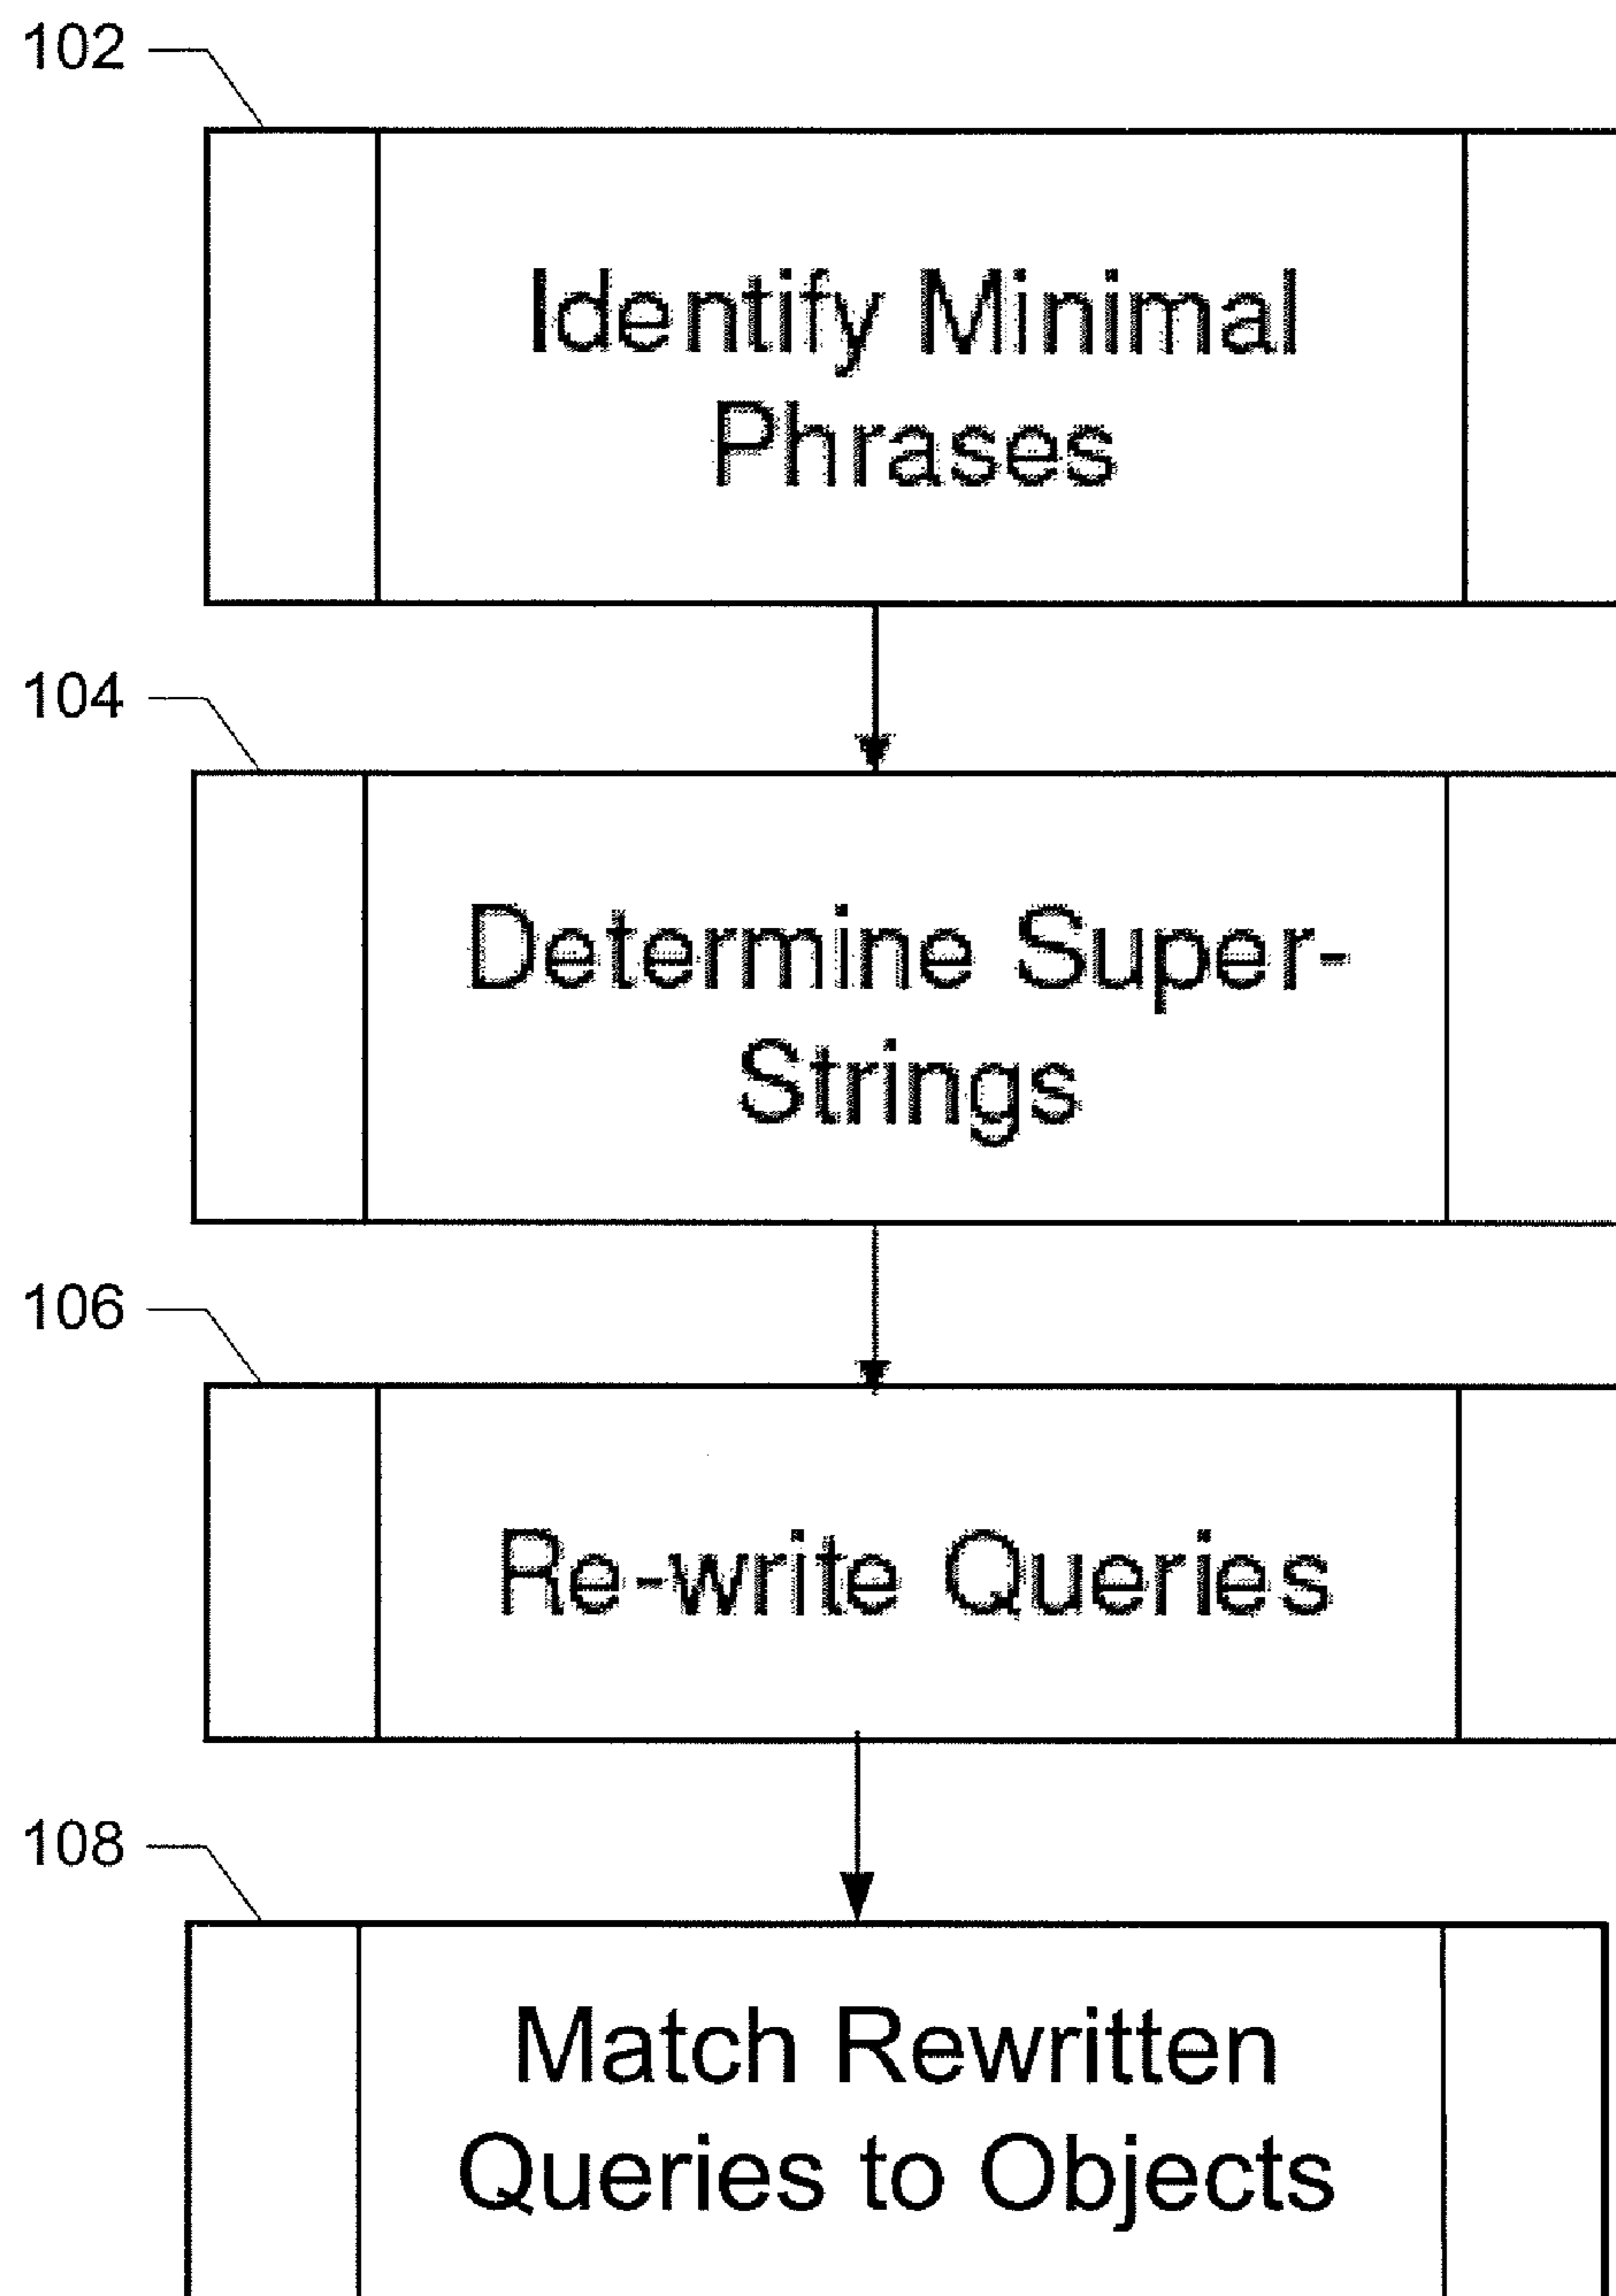 102
Identify Minimal
Phrases
104
Determine Super-
Strings
106
Re-write Queries
108
Match Rewritten
Queries to Objects